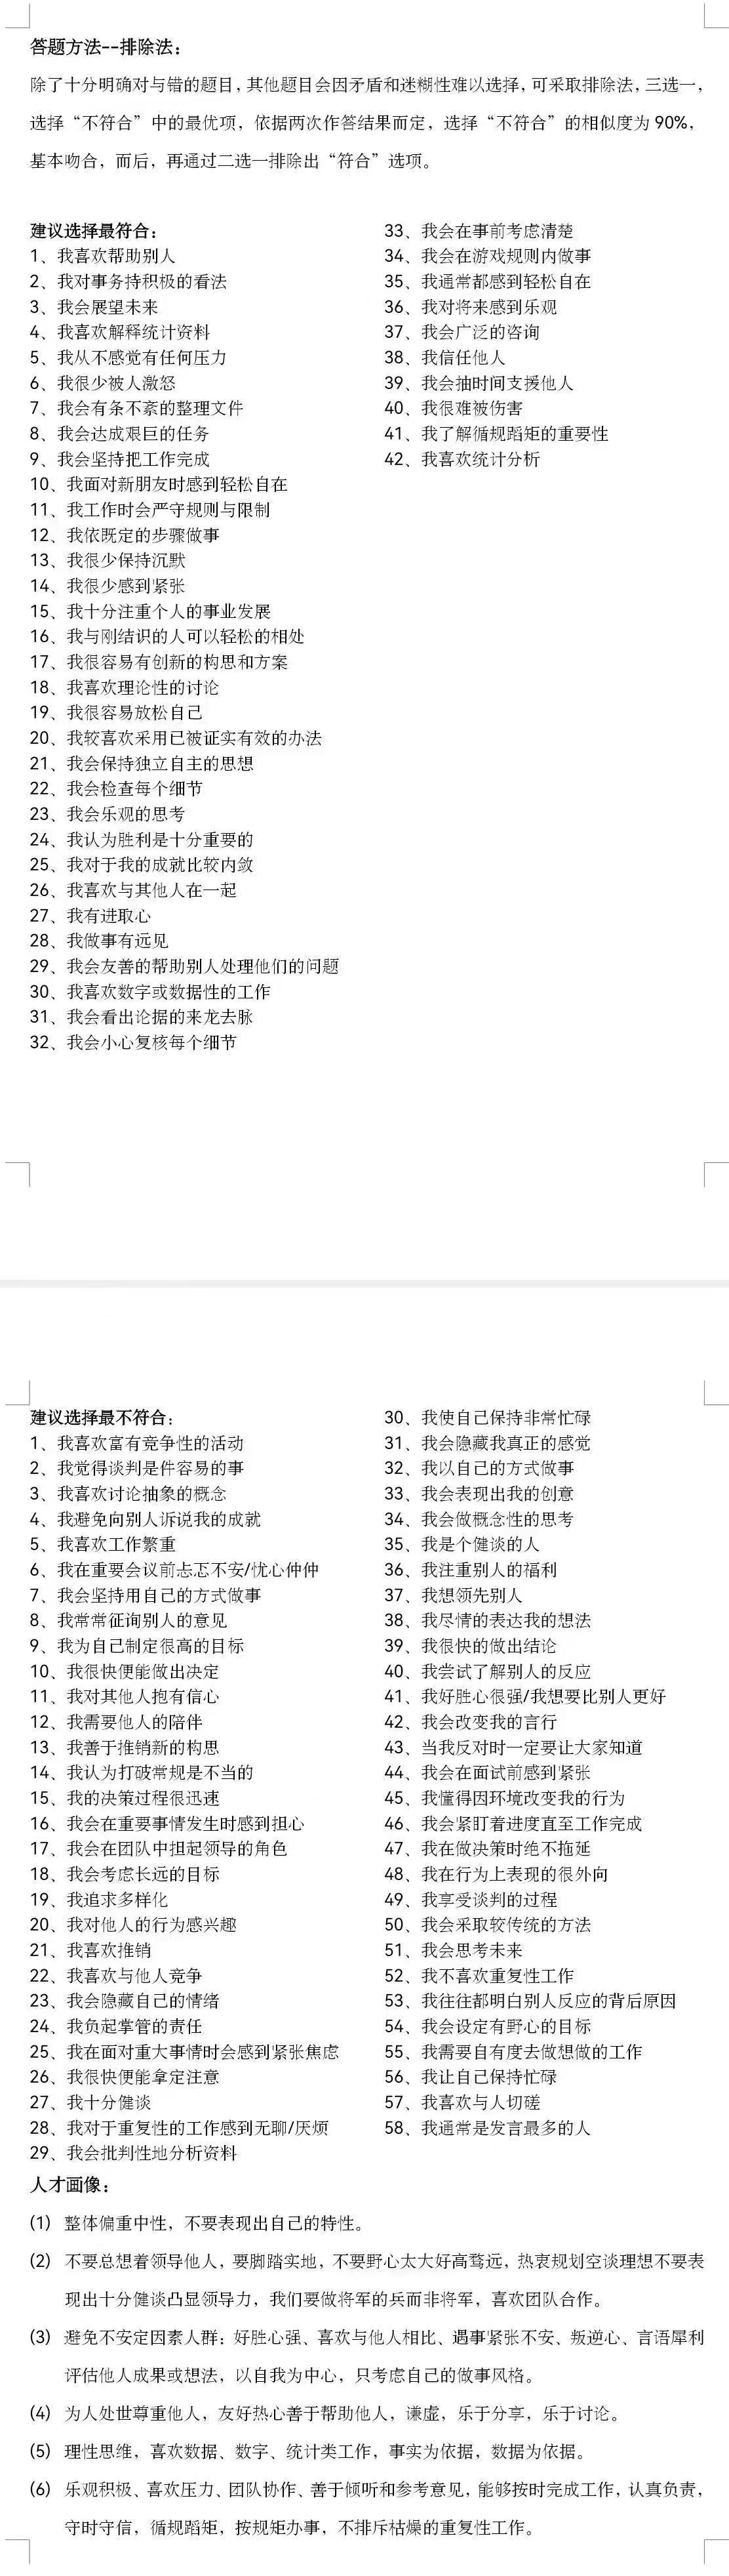 答题方法--排除法：
除了十分明确对与错的题目，其他题目会因矛盾和迷糊性难以选择，可采取排除法，三选一，
选择“不符合”中的最优项，依据两次作答结果而定，选择“不符合”的相似度为 90%，
基本吻合，而后，再通过二选一排除出“符合”选项。
建议选择最符合：
1、我喜欢帮助别人
2、我对事务持积极的看法
3、我会展望未来
4、我喜欢解释统计资料
5、我从不感觉有任何压力
6、我很少被人激怒
7、我会有条不紊的整理文件
8、我会达成艰巨的任务
9、我会坚持把工作完成
10、我面对新朋友时感到轻松自在
11、我工作时会严守规则与限制
12、我依既定的步骤做事
13、我很少保持沉默
14、我很少感到紧张
15、我十分注重个人的事业发展
16、我与刚结识的人可以轻松的相处
17、我很容易有创新的构思和方案
18、我喜欢理论性的讨论
19、我很容易放松自己
20、我较喜欢采用已被证实有效的办法
21、我会保持独立自主的思想
22、我会检查每个细节
23、我会乐观的思考
24、我认为胜利是十分重要的
25、我对于我的成就比较内敛
26、我喜欢与其他人在一起
27、我有进取心
28、我做事有远见
29、我会友善的帮助别人处理他们的问题
30、我喜欢数字或数据性的工作
31、我会看出论据的来龙去脉
32、我会小心复核每个细节
33、我会在事前考虑清楚
34、我会在游戏规则内做事
35、我通常都感到轻松自在
36、我对将来感到乐观
37、我会广泛的咨询
38、我信任他人
39、我会抽时间支援他人
40、我很难被伤害
41、我了解循规蹈矩的重要性
42、我喜欢统计分析
建议选择最不符合：
1、我喜欢富有竞争性的活动
2、我觉得谈判是件容易的事
3、我喜欢讨论抽象的概念
4、我避免向别人诉说我的成就
5、我喜欢工作繁重
6、我在重要会议前忐忑不安/忧心忡忡
7、我会坚持用自己的方式做事
8、我常常征询别人的意见
9、我为自己制定很高的目标
10、我很快便能做出决定
11、我对其他人抱有信心
12、我需要他人的陪伴
13、我善于推销新的构思
14、我认为打破常规是不当的
15、我的决策过程很迅速
16、我会在重要事情发生时感到担心
17、我会在团队中担起领导的角色
18、我会考虑长远的目标
19、我追求多样化
20、我对他人的行为感兴趣
21、我喜欢推销
22、我喜欢与他人竞争
23、我会隐藏自己的情绪
24、我负起掌管的责任
25、我在面对重大事情时会感到紧张焦虑
26、我很快便能拿定注意
27、我十分健谈
28、我对于重复性的工作感到无聊/厌烦
29、我会批判性地分析资料
30、我使自己保持非常忙碌
31、我会隐藏我真正的感觉
32、我以自己的方式做事
33、我会表现出我的创意
34、我会做概念性的思考
35、我是个健谈的人
36、我注重别人的福利
37、我想领先别人
38、我尽情的表达我的想法
39、我很快的做出结论
40、我尝试了解别人的反应
41、我好胜心很强/我想要比别人更好
42、我会改变我的言行
43、当我反对时一定要让大家知道
44、我会在面试前感到紧张
45、我懂得因环境改变我的行为
46、我会紧盯着进度直至工作完成
47、我在做决策时绝不拖延
48、我在行为上表现的很外向
49、我享受谈判的过程
50、我会采取较传统的方法
51、我会思考未来
52、我不喜欢重复性工作
53、我往往都明白别人反应的背后原因
54、我会设定有野心的目标
55、我需要自有度去做想做的工作
56、我让自己保持忙碌
57、我喜欢与人切磋
58、我通常是发言最多的人
人才画像：
(1) 整体偏重中性，不要表现出自己的特性。
(2) 不要总想着领导他人，要脚踏实地，不要野心太大好高骛远，热衷规划空谈理想不要表
现出十分健谈凸显领导力，我们要做将军的兵而非将军，喜欢团队合作。
(3) 避免不安定因素人群：好胜心强、喜欢与他人相比、遇事紧张不安、叛逆心、言语犀利
评估他人成果或想法，以自我为中心，只考虑自己的做事风格。
(4) 为人处世尊重他人，友好热心善于帮助他人，谦虚，乐于分享，乐于讨论。
(5) 理性思维，喜欢数据、数字、统计类工作，事实为依据，数据为依据。
(6) 乐观积极、喜欢压力、团队协作、善于倾听和参考意见，能够按时完成工作，认真负责，
守时守信，循规蹈矩，按规矩办事，不排斥枯燥的重复性工作。